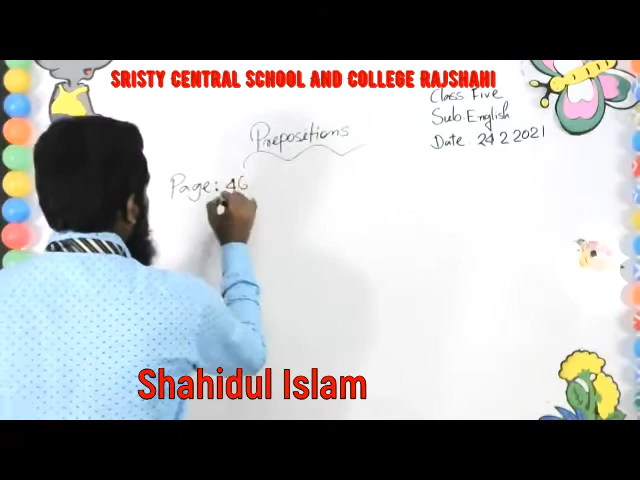 SRISTY CENTRAL SCHOOL AND COLLEGE RAJSHAHI
Class Five
Sub: English
Date. 24 2 2021
Prepositions
Page: 46
Shahidul Islam